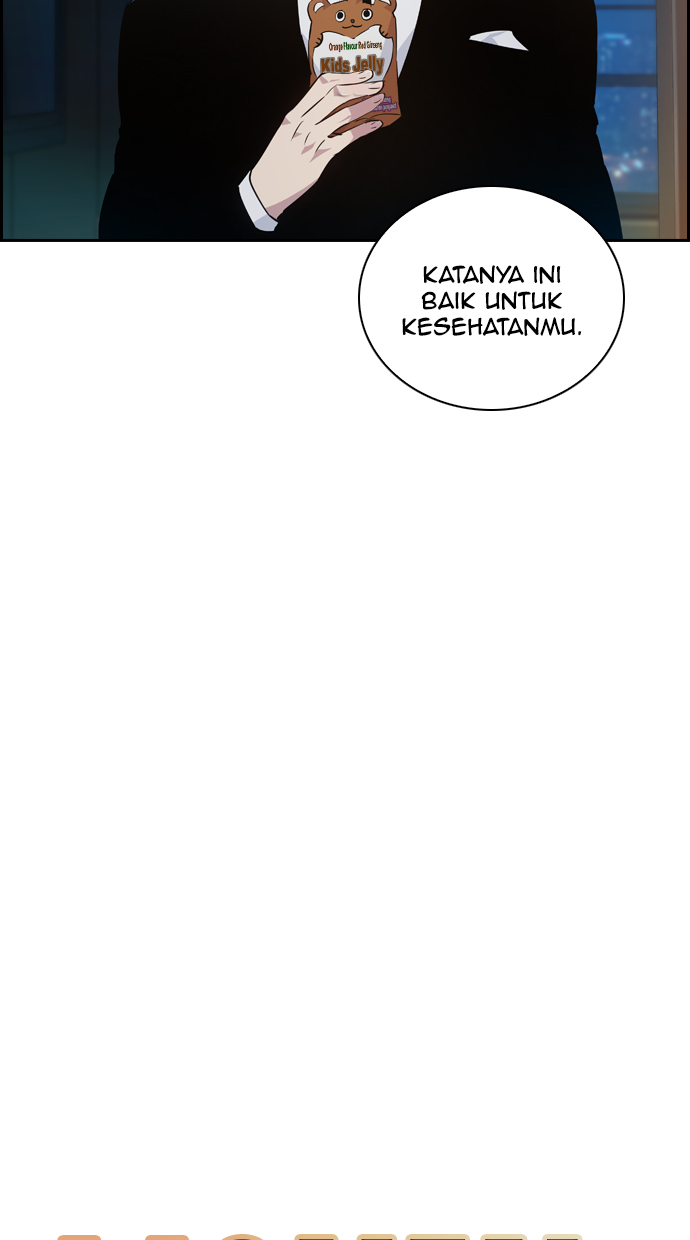 Orange Flavour Red Ginseng
Kids Jelly
KATANYA INI
BAIK UNTUK
KESEHATANMU.